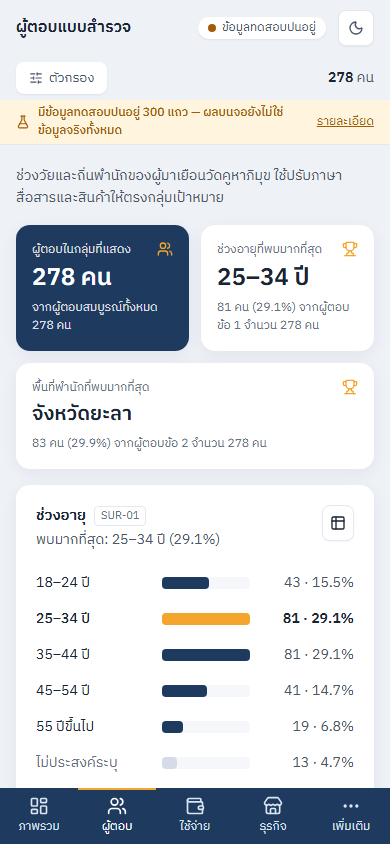 ผู้ตอบแบบสำรวจ
ข้อมูลทดสอบปนอยู่
ตัวกรอง
278 คน
มีข้อมูลทดสอบปนอยู่ 300 แถว — ผลบนจอยังไม่ใช่
ข้อมูลจริงทั้งหมด
รายละเอียด
ช่วงวัยและถิ่นพำนักของผู้มาเยือนวัดคูหาภิมุข ใช้ปรับภาษา
สื่อสารและสินค้าให้ตรงกลุ่มเป้าหมาย
ผู้ตอบในกลุ่มที่แสดง
278 คน
จากผู้ตอบสมบูรณ์ทั้งหมด
278 คน
ช่วงอายุที่พบมากที่สุด
25–34 ปี
81 คน (29.1%) จากผู้ตอบ
ข้อ 1 จำนวน 278 คน
พื้นที่พำนักที่พบมากที่สุด
จังหวัดยะลา
83 คน (29.9%) จากผู้ตอบข้อ 2 จำนวน 278 คน
ช่วงอายุ SUR-01
พบมากที่สุด: 25–34 ปี (29.1%)
18–24 ปี 43 · 15.5%
25–34 ปี 81 · 29.1%
35–44 ปี 81 · 29.1%
45–54 ปี 41 · 14.7%
55 ปีขึ้นไป 19 · 6.8%
ไม่ประสงค์ระบุ 13 · 4.7%
ภาพรวม ผู้ตอบ ใช้จ่าย ธุรกิจ เพิ่มเติม